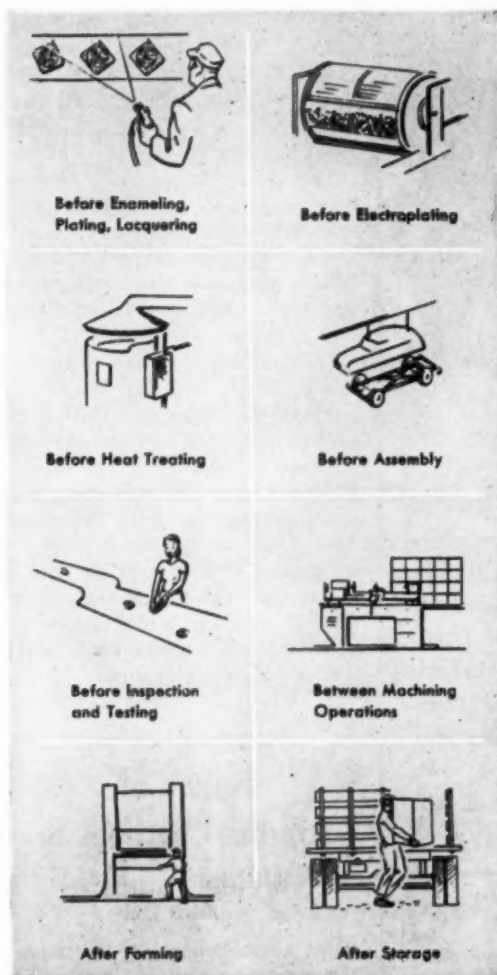 Before Enameling,
Plating, Lacquering
Before Electroplating
Before Heat Treating
Before Assembly
Before Inspection
and Testing
Between Machining
Operations
After Forming
After Storage